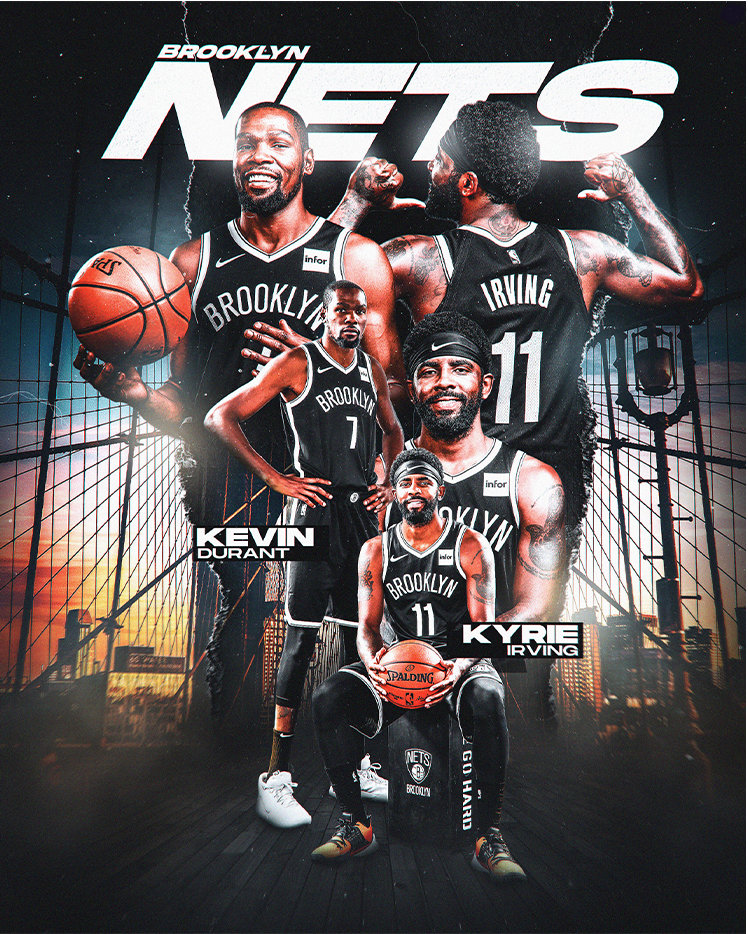 BROOKLYN
NETS
infor
BROOKLYN
IRVING
11
BROOKLYN
7
infor
KEVIN
DURANT
infor
BROOKLYN
11
KYRIE
IRVING
SPALDING
NETS
BROOKLYN
GO HARD